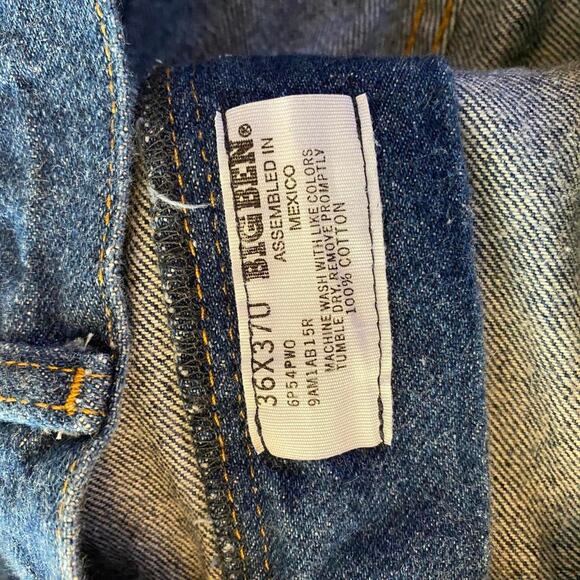 BIG BEN®
ASSEMBLED IN
MEXICO
36X37U
6P54PWO
9AM1AB15R
MACHINE WASH WITH LIKE COLORS
TUMBLE DRY, REMOVE PROMPTLY
100% COTTON